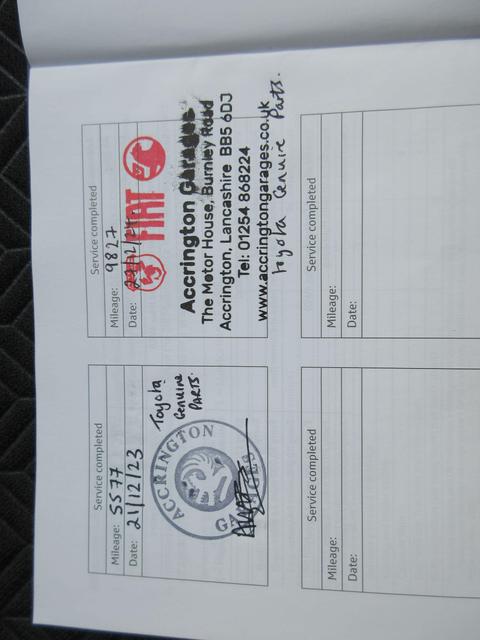 Service completed
Mileage: 5577
Date: 21/12/23
Toyota
Genuine
PARTS.
ACCRINGTON
GARAGES
Service completed
Mileage: 9827
Date:
FIAT
Accrington Garages
The Motor House, Burnley Road
Accrington, Lancashire BB5 6DJ
Tel: 01254 868224
www.accringtongarages.co.uk
toyota Genuine Parts.
Service completed
Mileage:
Date:
Service completed
Mileage:
Date: